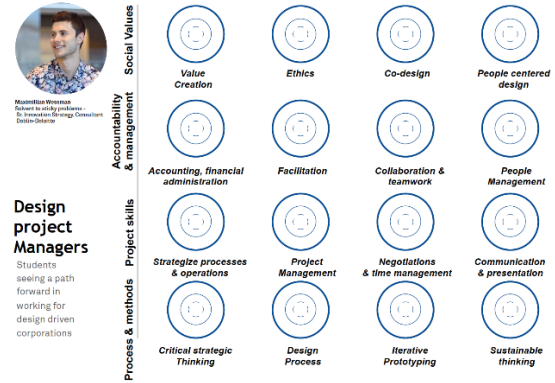 Social Values
Value
Creation
Ethics
Co-design
People centered
design
Maximillian Wessman
Solvent to sticky problems -
Sr. Innovation Strategy, Consultant
Doblin-Deloitte
Accountability
& management
Accounting, financial
administration
Facilitation
Collaboration &
teamwork
People
Management
Design
project
Managers
Students
seeing a path
forward in
working for
design driven
corporations
Project skills
Strategize processes
& operations
Project
Management
Negotiations
& time management
Communication
& presentation
Process & methods
Critical strategic
Thinking
Design
Process
Iterative
Prototyping
Sustainable
thinking